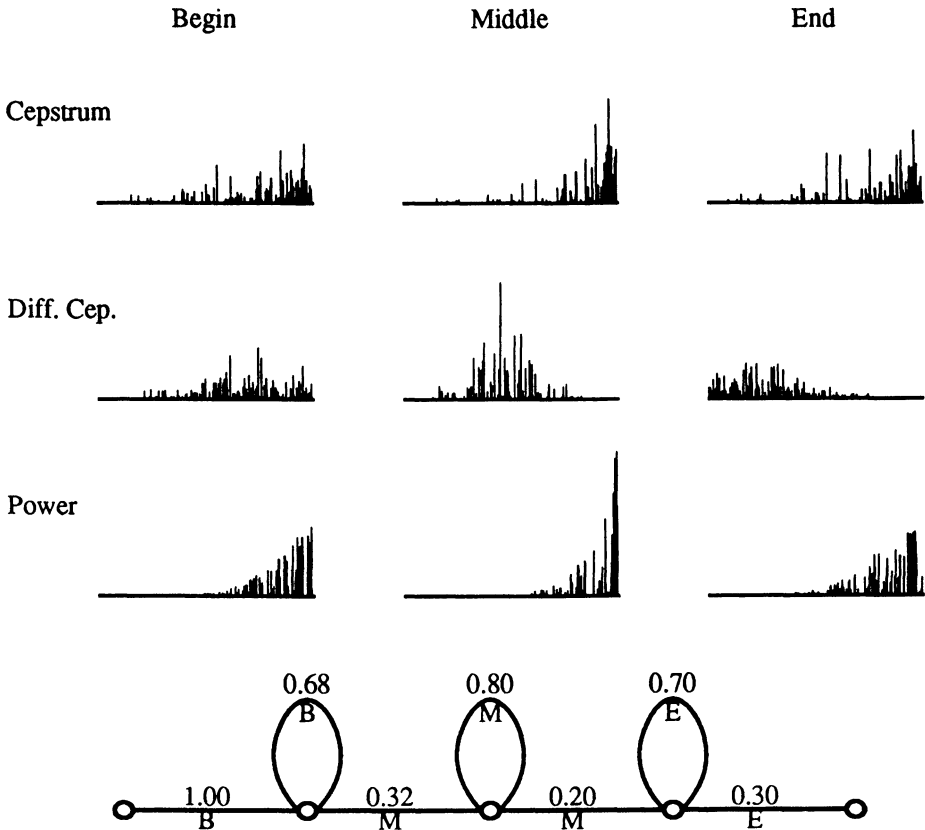 Begin Middle End
Cepstrum
Diff. Cep.
Power
0.68 0.80 0.70
B M E
1.00 0.32 0.20 0.30
B M M E